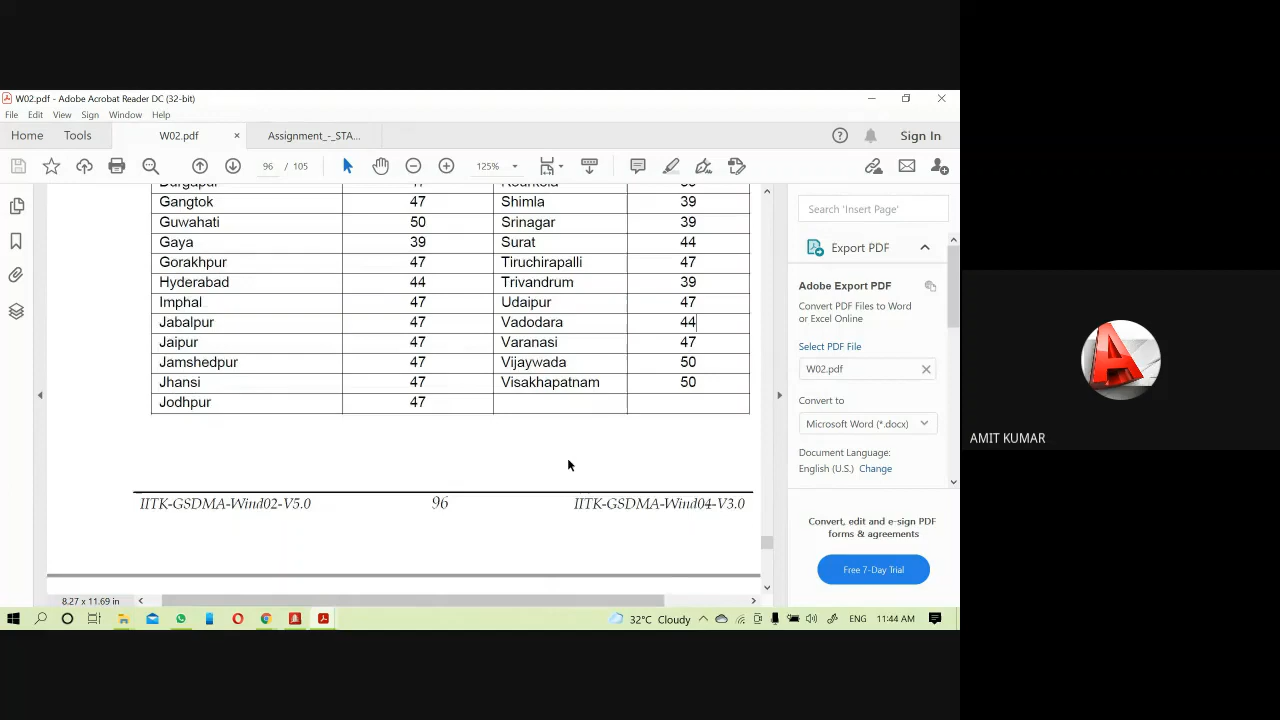 W02.pdf - Adobe Acrobat Reader DC (32-bit)
File Edit View Sign Window Help
Home Tools W02.pdf × Assignment_-_STA... Sign In
96 / 105 125%
Durgapur 47 Rourkela 39
Gangtok 47 Shimla 39
Guwahati 50 Srinagar 39
Gaya 39 Surat 44
Gorakhpur 47 Tiruchirapalli 47
Hyderabad 44 Trivandrum 39
Imphal 47 Udaipur 47
Jabalpur 47 Vadodara 44
Jaipur 47 Varanasi 47
Jamshedpur 47 Vijaywada 50
Jhansi 47 Visakhapatnam 50
Jodhpur 47
IITK-GSDMA-Wind02-V5.0 96 IITK-GSDMA-Wind04-V3.0
8.27 x 11.69 in
Search 'Insert Page'
Export PDF
Adobe Export PDF
Convert PDF Files to Word
or Excel Online
Select PDF File
W02.pdf
Convert to
Microsoft Word (*.docx)
Document Language:
English (U.S.) Change
Convert, edit and e-sign PDF
forms & agreements
Free 7-Day Trial
32°C Cloudy ENG 11:44 AM
AMIT KUMAR